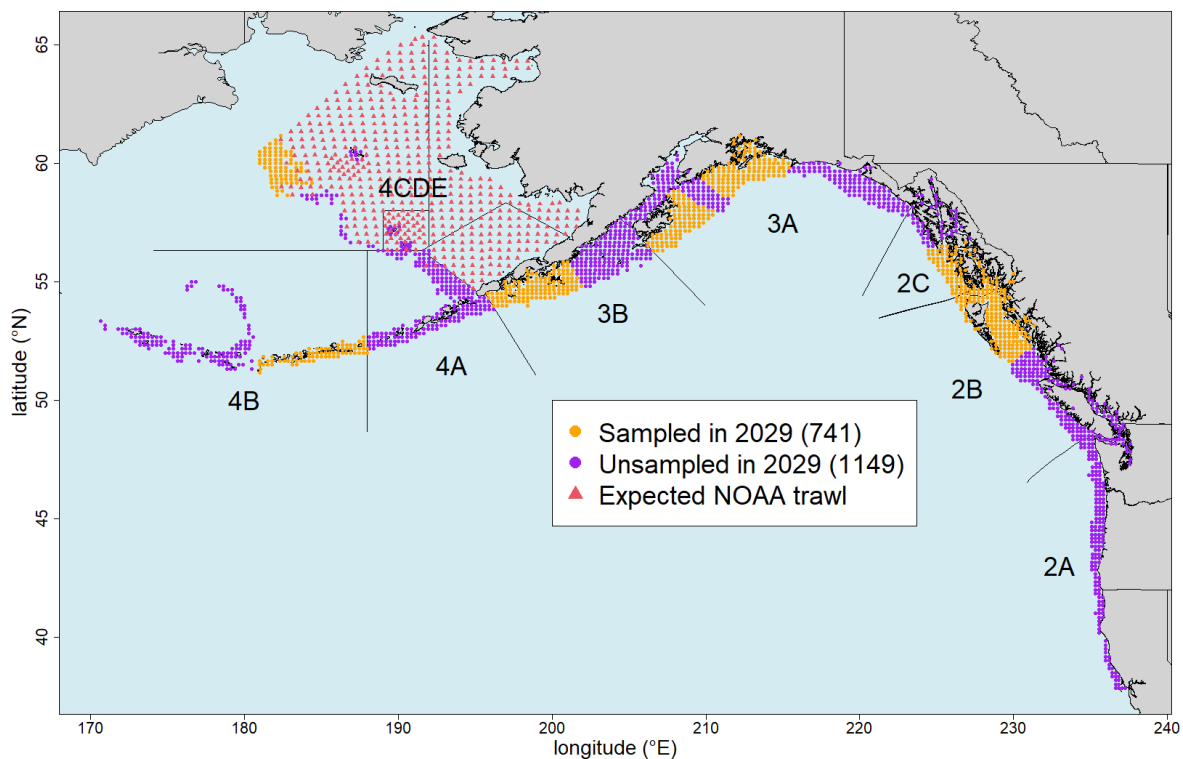 65
60
55
50
45
40
latitude (°N)
4CDE
3A
2C
3B
4A
2B
4B
2A
Sampled in 2029 (741)
Unsampled in 2029 (1149)
Expected NOAA trawl
170 180 190 200 210 220 230 240
longitude (°E)